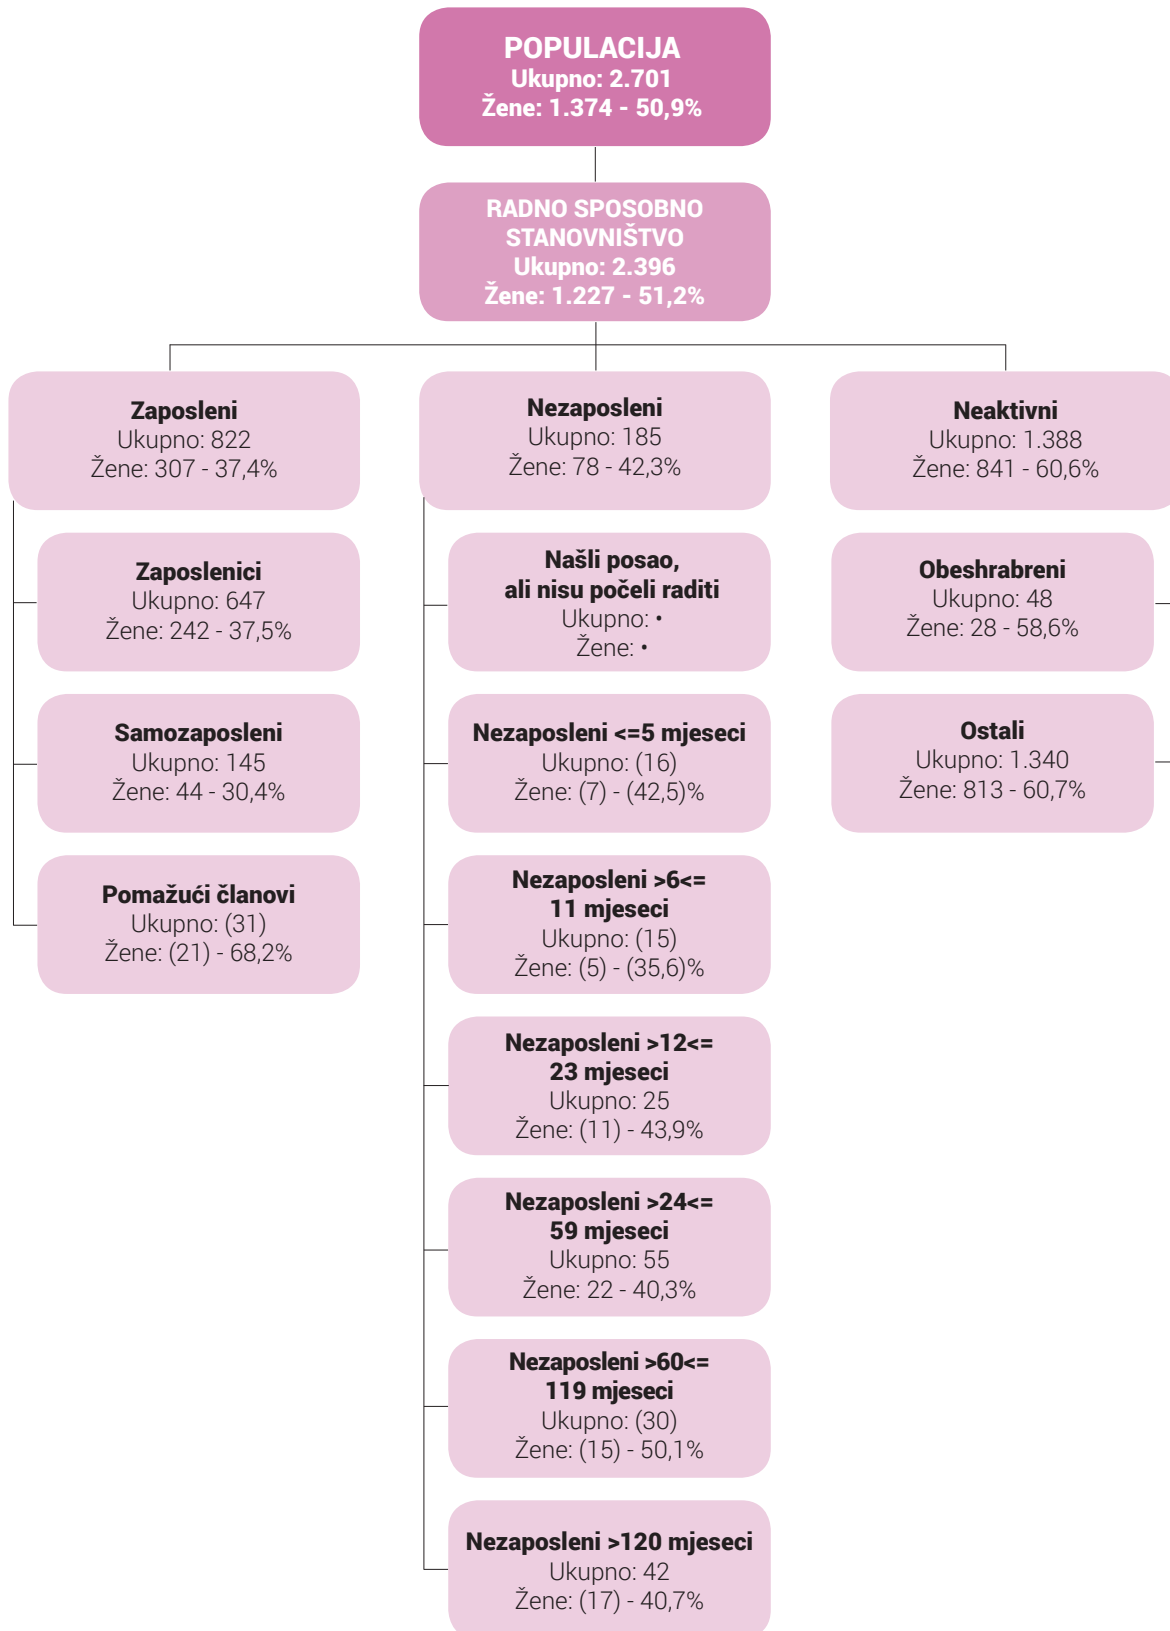 POPULACIJA
Ukupno: 2.701
Žene: 1.374 - 50,9%
RADNO SPOSOBNO
STANOVNIŠTVO
Ukupno: 2.396
Žene: 1.227 - 51,2%
Zaposleni
Ukupno: 822
Žene: 307 - 37,4%
Zaposlenici
Ukupno: 647
Žene: 242 - 37,5%
Samozaposleni
Ukupno: 145
Žene: 44 - 30,4%
Pomažući članovi
Ukupno: (31)
Žene: (21) - 68,2%
Nezaposleni
Ukupno: 185
Žene: 78 - 42,3%
Našli posao,
ali nisu počeli raditi
Ukupno: •
Žene: •
Nezaposleni <=5 mjeseci
Ukupno: (16)
Žene: (7) - (42,5)%
Nezaposleni >6<=
11 mjeseci
Ukupno: (15)
Žene: (5) - (35,6)%
Nezaposleni >12<=
23 mjeseci
Ukupno: 25
Žene: (11) - 43,9%
Nezaposleni >24<=
59 mjeseci
Ukupno: 55
Žene: 22 - 40,3%
Nezaposleni >60<=
119 mjeseci
Ukupno: (30)
Žene: (15) - 50,1%
Nezaposleni >120 mjeseci
Ukupno: 42
Žene: (17) - 40,7%
Neaktivni
Ukupno: 1.388
Žene: 841 - 60,6%
Obeshrabreni
Ukupno: 48
Žene: 28 - 58,6%
Ostali
Ukupno: 1.340
Žene: 813 - 60,7%